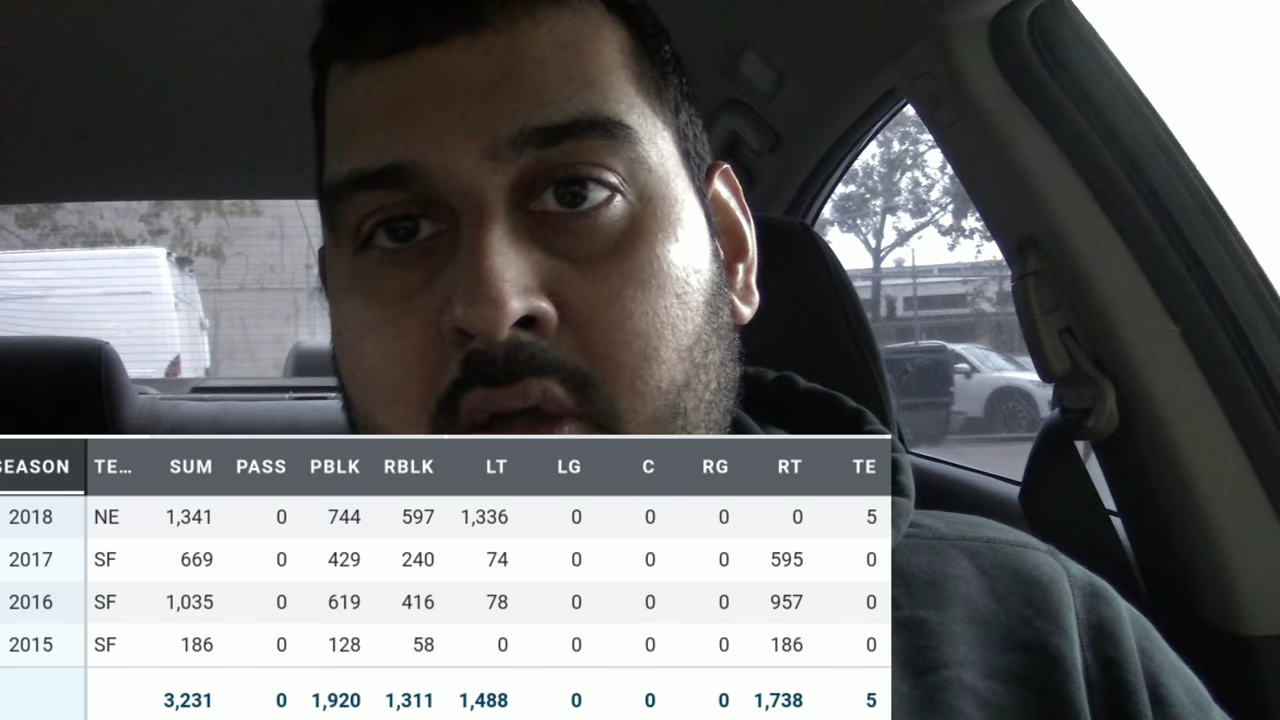 SEASON TE... SUM PASS PBLK RBLK LT LG C RG RT TE
2018 NE 1,341 0 744 597 1,336 0 0 0 0 5
2017 SF 669 0 429 240 74 0 0 0 595 0
2016 SF 1,035 0 619 416 78 0 0 0 957 0
2015 SF 186 0 128 58 0 0 0 0 186 0
3,231 0 1,920 1,311 1,488 0 0 0 1,738 5